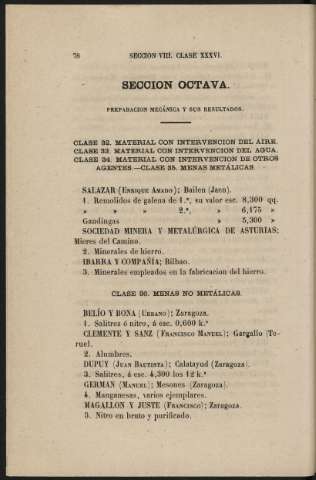 78 SECCION VIII. CLASE XXXVI.
SECCION OCTAVA.
PREPARACION MECÁNICA Y SUS RESULTADOS.
CLASE 32. MATERIAL CON INTERVENCION DEL AIRE.
CLASE 33. MATERIAL CON INTERVENCION DEL AGUA.
CLASE 34. MATERIAL CON INTERVENCION DE OTROS
AGENTES.—CLASE 35. MENAS METÁLICAS.
SALAZAR (Enrique Amado); Bailen (Jaen).
1. Remolidos de galena de 1.ª, su valor esc. 8,300 qq.
» » » 2.ª, » 6,175 »
Gandingas » 5,300 »
SOCIEDAD MINERA Y METALÚRGICA DE ASTURIAS;
Mieres del Camino.
2. Minerales de hierro.
IBARRA Y COMPAÑÍA; Bilbao.
3. Minerales empleados en la fabricacion del hierro.
CLASE 36. MENAS NO METÁLICAS.
BELÍO Y BONA (Urbano); Zaragoza.
1. Salitrez ó nitro, á esc. 0,600 k.º
CLEMENTE Y SANZ (Francisco Manuel); Gargallo (Te-
ruel.
2. Alumbres.
DUPUY (Juan Bautista); Calatayud (Zaragoza).
3. Salitres, á esc. 4,300 los 12 k.º
GERMAN (Manuel); Mesones (Zaragoza).
4. Manganesas, varios ejemplares.
MAGALLON Y JUSTE (Francisco); Zaragoza.
5. Nitro en bruto y purificado.